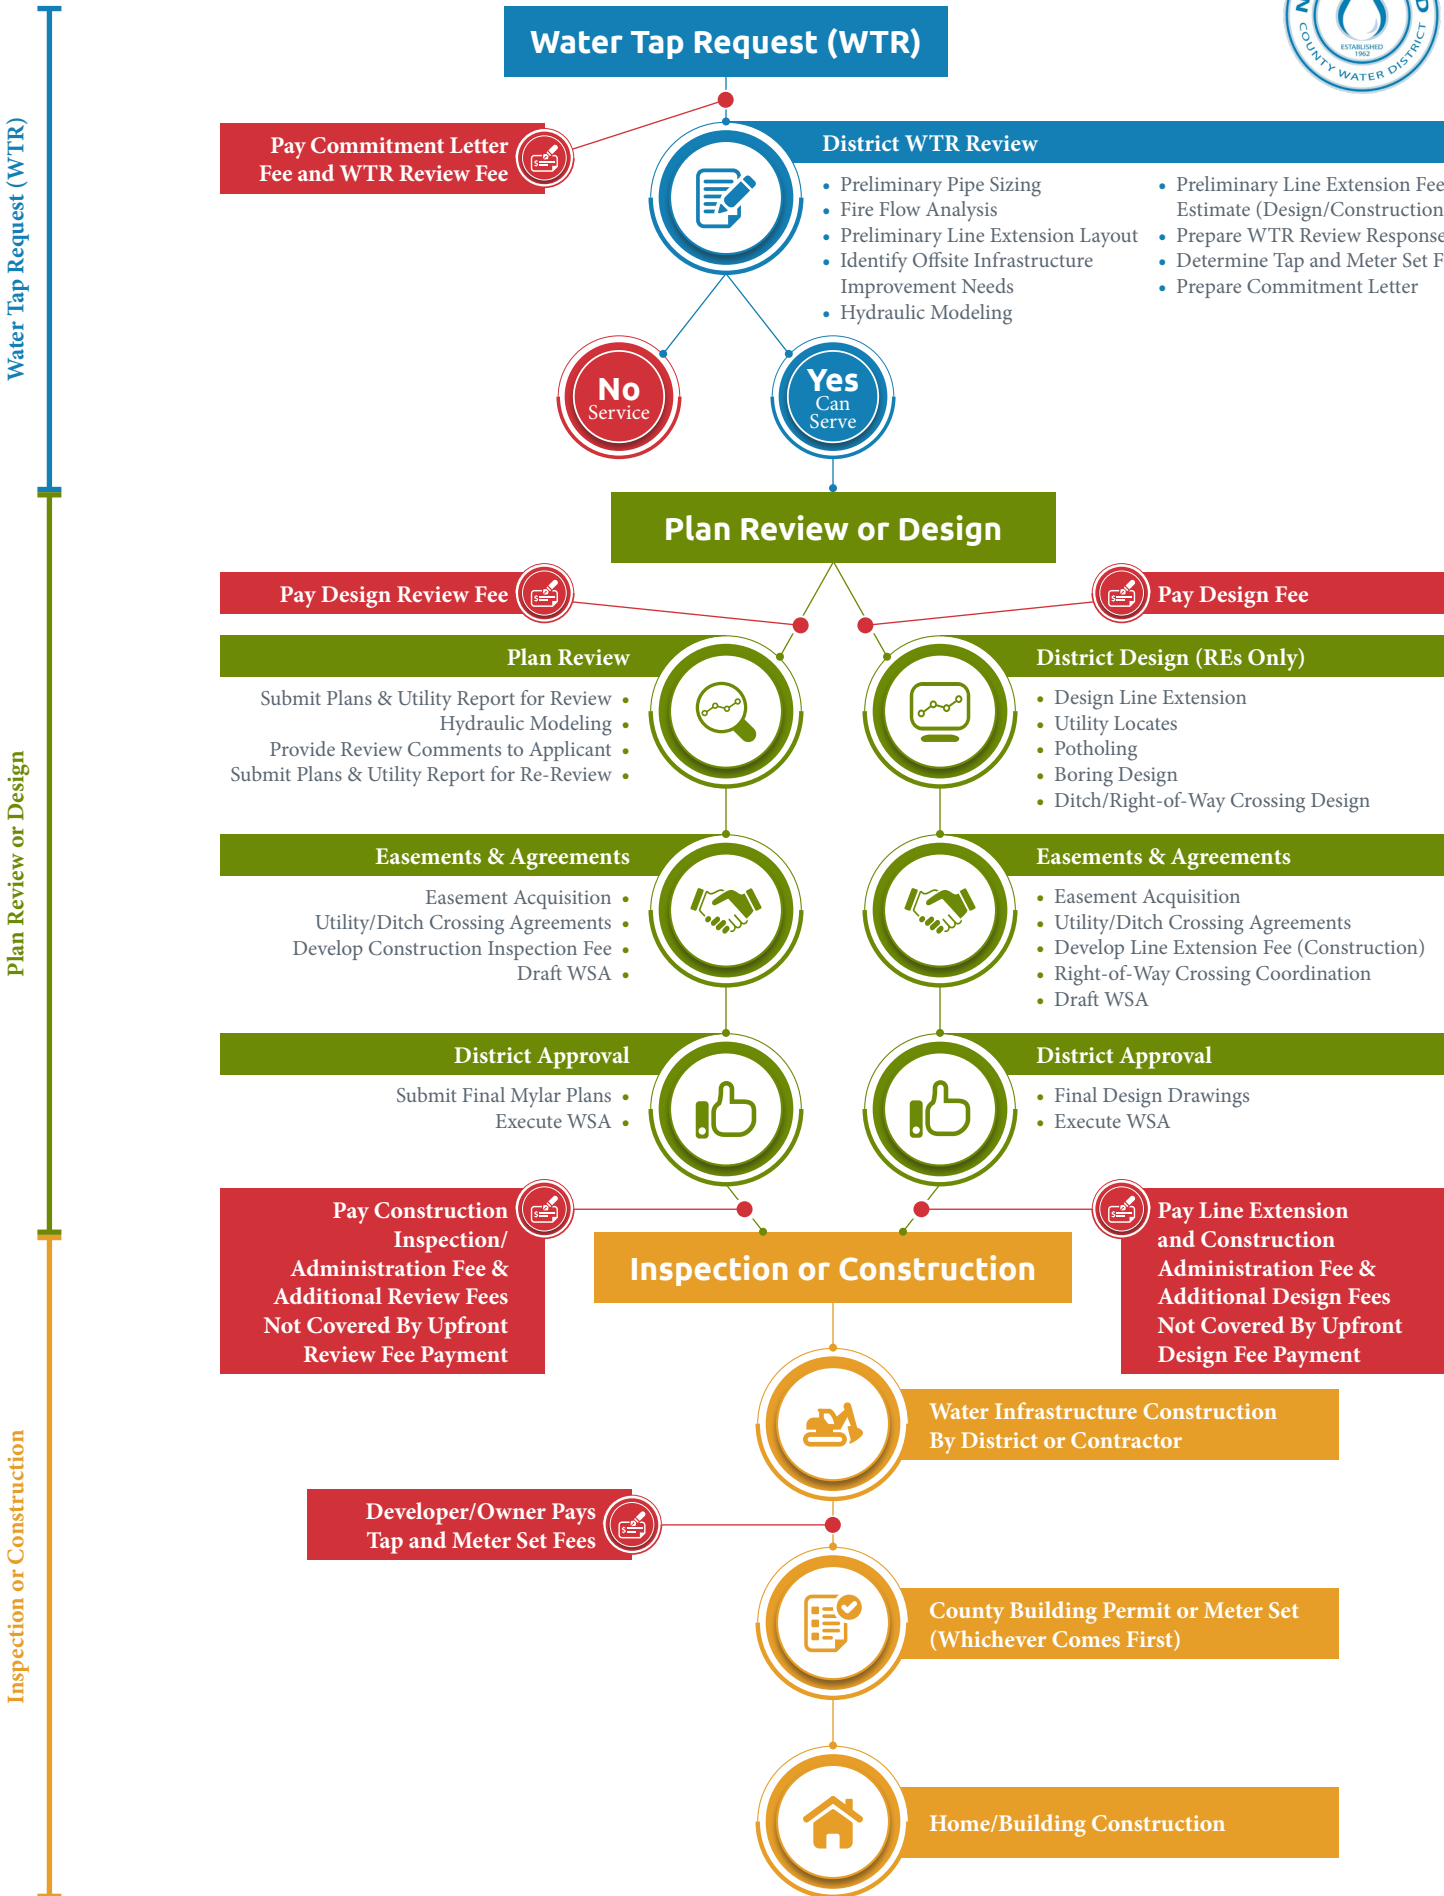 Water Tap Request (WTR)
ESTABLISHED
1962
COUNTY WATER DISTRICT
Water Tap Request (WTR)
Pay Commitment Letter
Fee and WTR Review Fee
District WTR Review
• Preliminary Pipe Sizing
• Fire Flow Analysis
• Preliminary Line Extension Layout
• Identify Offsite Infrastructure
Improvement Needs
• Hydraulic Modeling
• Preliminary Line Extension Fee
Estimate (Design/Construction
• Prepare WTR Review Response
• Determine Tap and Meter Set F
• Prepare Commitment Letter
No
Service
Yes
Can
Serve
Plan Review or Design
Plan Review or Design
Pay Design Review Fee
Pay Design Fee
Plan Review
Submit Plans & Utility Report for Review •
Hydraulic Modeling •
Provide Review Comments to Applicant •
Submit Plans & Utility Report for Re-Review •
District Design (REs Only)
• Design Line Extension
• Utility Locates
• Potholing
• Boring Design
• Ditch/Right-of-Way Crossing Design
Easements & Agreements
Easement Acquisition •
Utility/Ditch Crossing Agreements •
Develop Construction Inspection Fee •
Draft WSA •
Easements & Agreements
• Easement Acquisition
• Utility/Ditch Crossing Agreements
• Develop Line Extension Fee (Construction)
• Right-of-Way Crossing Coordination
• Draft WSA
District Approval
Submit Final Mylar Plans •
Execute WSA •
District Approval
• Final Design Drawings
• Execute WSA
Pay Construction
Inspection/
Administration Fee &
Additional Review Fees
Not Covered By Upfront
Review Fee Payment
Inspection or Construction
Pay Line Extension
and Construction
Administration Fee &
Additional Design Fees
Not Covered By Upfront
Design Fee Payment
Inspection or Construction
Water Infrastructure Construction
By District or Contractor
Developer/Owner Pays
Tap and Meter Set Fees
County Building Permit or Meter Set
(Whichever Comes First)
Home/Building Construction